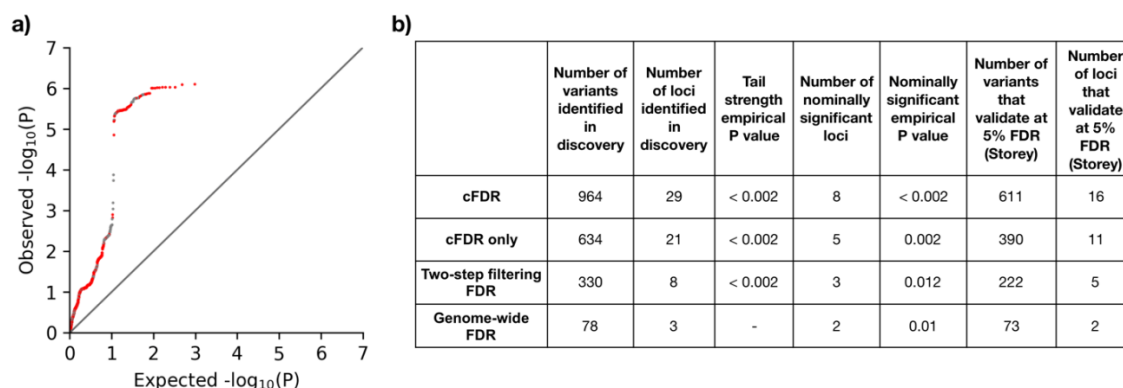 a)
7
6
5
4
3
2
1
0
Observed -log10(P)
0 1 2 3 4 5 6 7
Expected -log10(P)
b)
Number of variants identified in discovery
Number of loci identified in discovery
Tail strength empirical P value
Number of nominally significant loci
Nominally significant empirical P value
Number of variants that validate at 5% FDR (Storey)
Number of loci that validate at 5% FDR (Storey)
cFDR 964 29 < 0.002 8 <0.002 611 16
cFDR only 634 21 < 0.002 5 0.002 390 11
Two-step filtering FDR 330 8 < 0.002 3 0.012 222 5
Genome-wide FDR 78 3 - 2 0.01 73 2